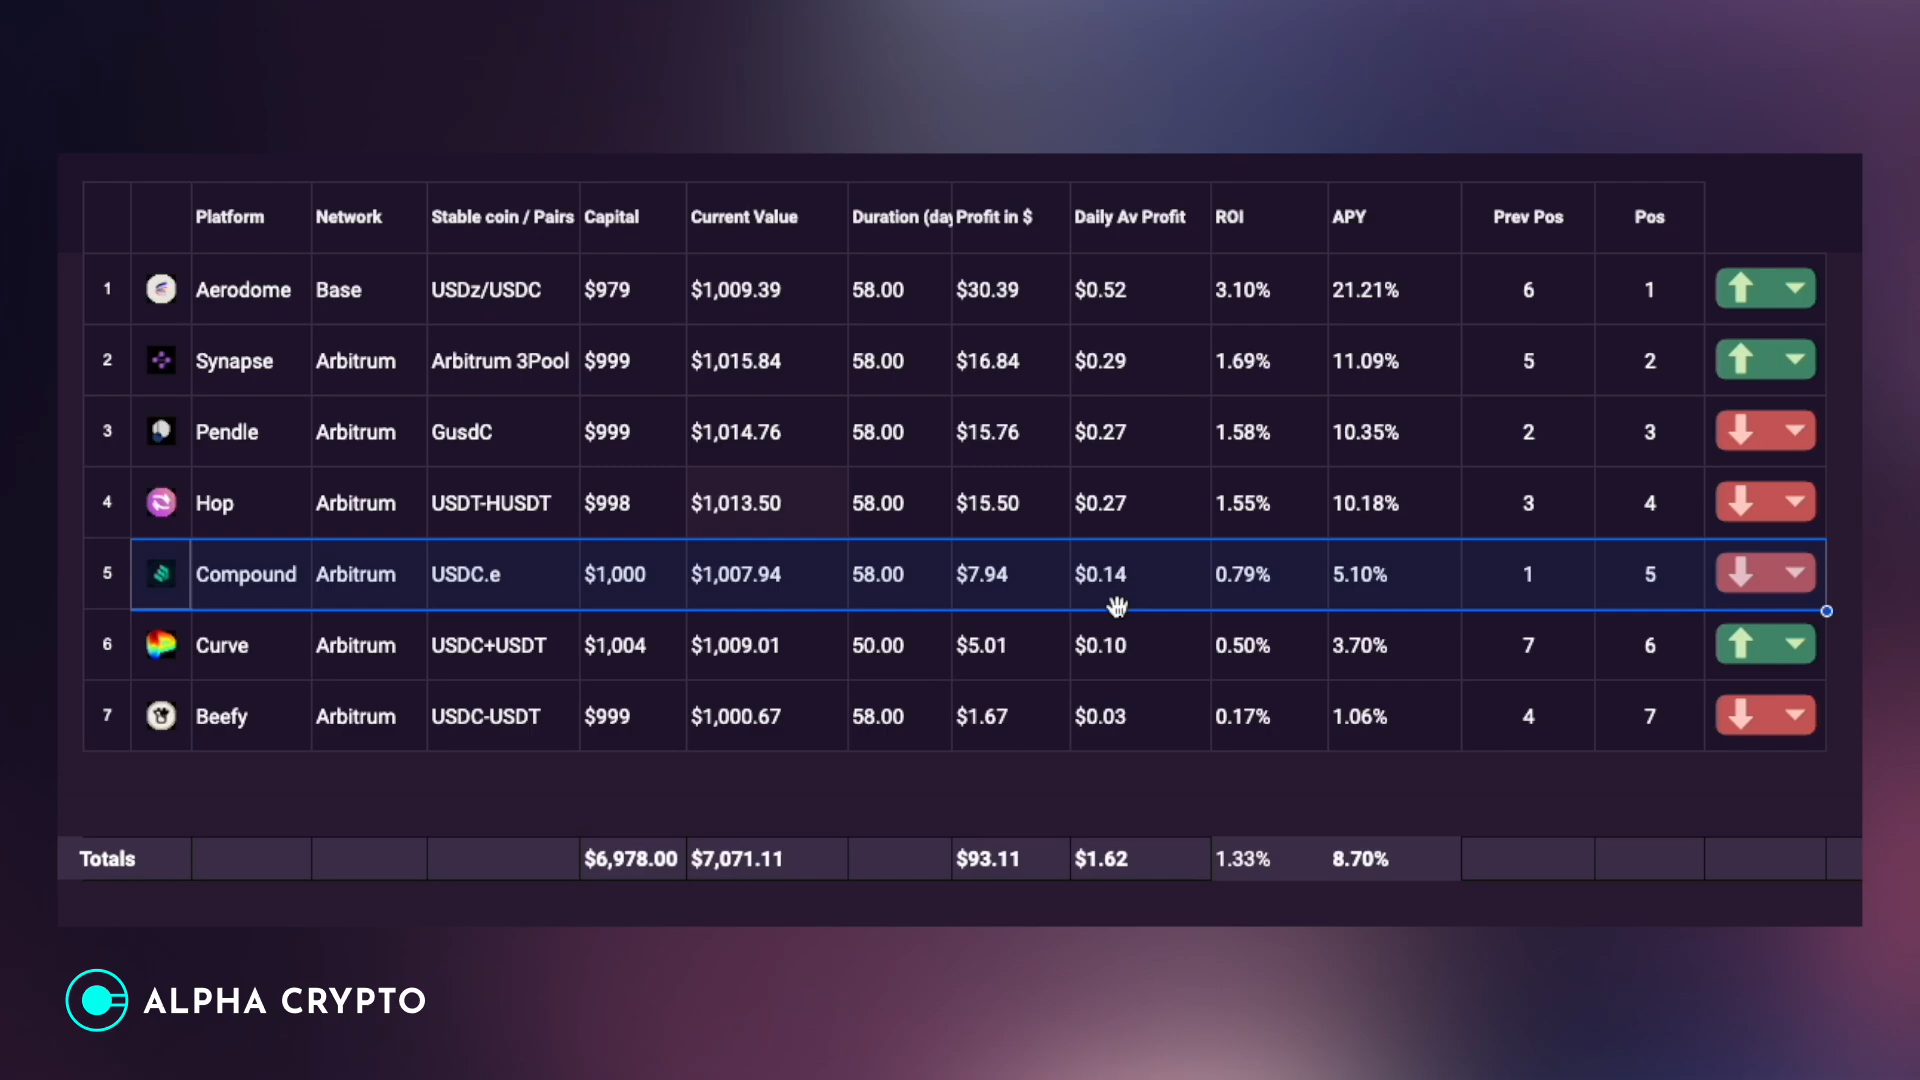 Platform Network Stable coin / Pairs Capital Current Value Duration (day Profit in $ Daily Av Profit ROI APY Prev Pos Pos
1 Aerodome Base USDz/USDC $979 $1,009.39 58.00 $30.39 $0.52 3.10% 21.21% 6 1
2 Synapse Arbitrum Arbitrum 3Pool $999 $1,015.84 58.00 $16.84 $0.29 1.69% 11.09% 5 2
3 Pendle Arbitrum GusdC $999 $1,014.76 58.00 $15.76 $0.27 1.58% 10.35% 2 3
4 Hop Arbitrum USDT-HUSDT $998 $1,013.50 58.00 $15.50 $0.27 1.55% 10.18% 3 4
5 Compound Arbitrum USDC.e $1,000 $1,007.94 58.00 $7.94 $0.14 0.79% 5.10% 1 5
6 Curve Arbitrum USDC+USDT $1,004 $1,009.01 50.00 $5.01 $0.10 0.50% 3.70% 7 6
7 Beefy Arbitrum USDC-USDT $999 $1,000.67 58.00 $1.67 $0.03 0.17% 1.06% 4 7
Totals $6,978.00 $7,071.11 $93.11 $1.62 1.33% 8.70%
ALPHA CRYPTO